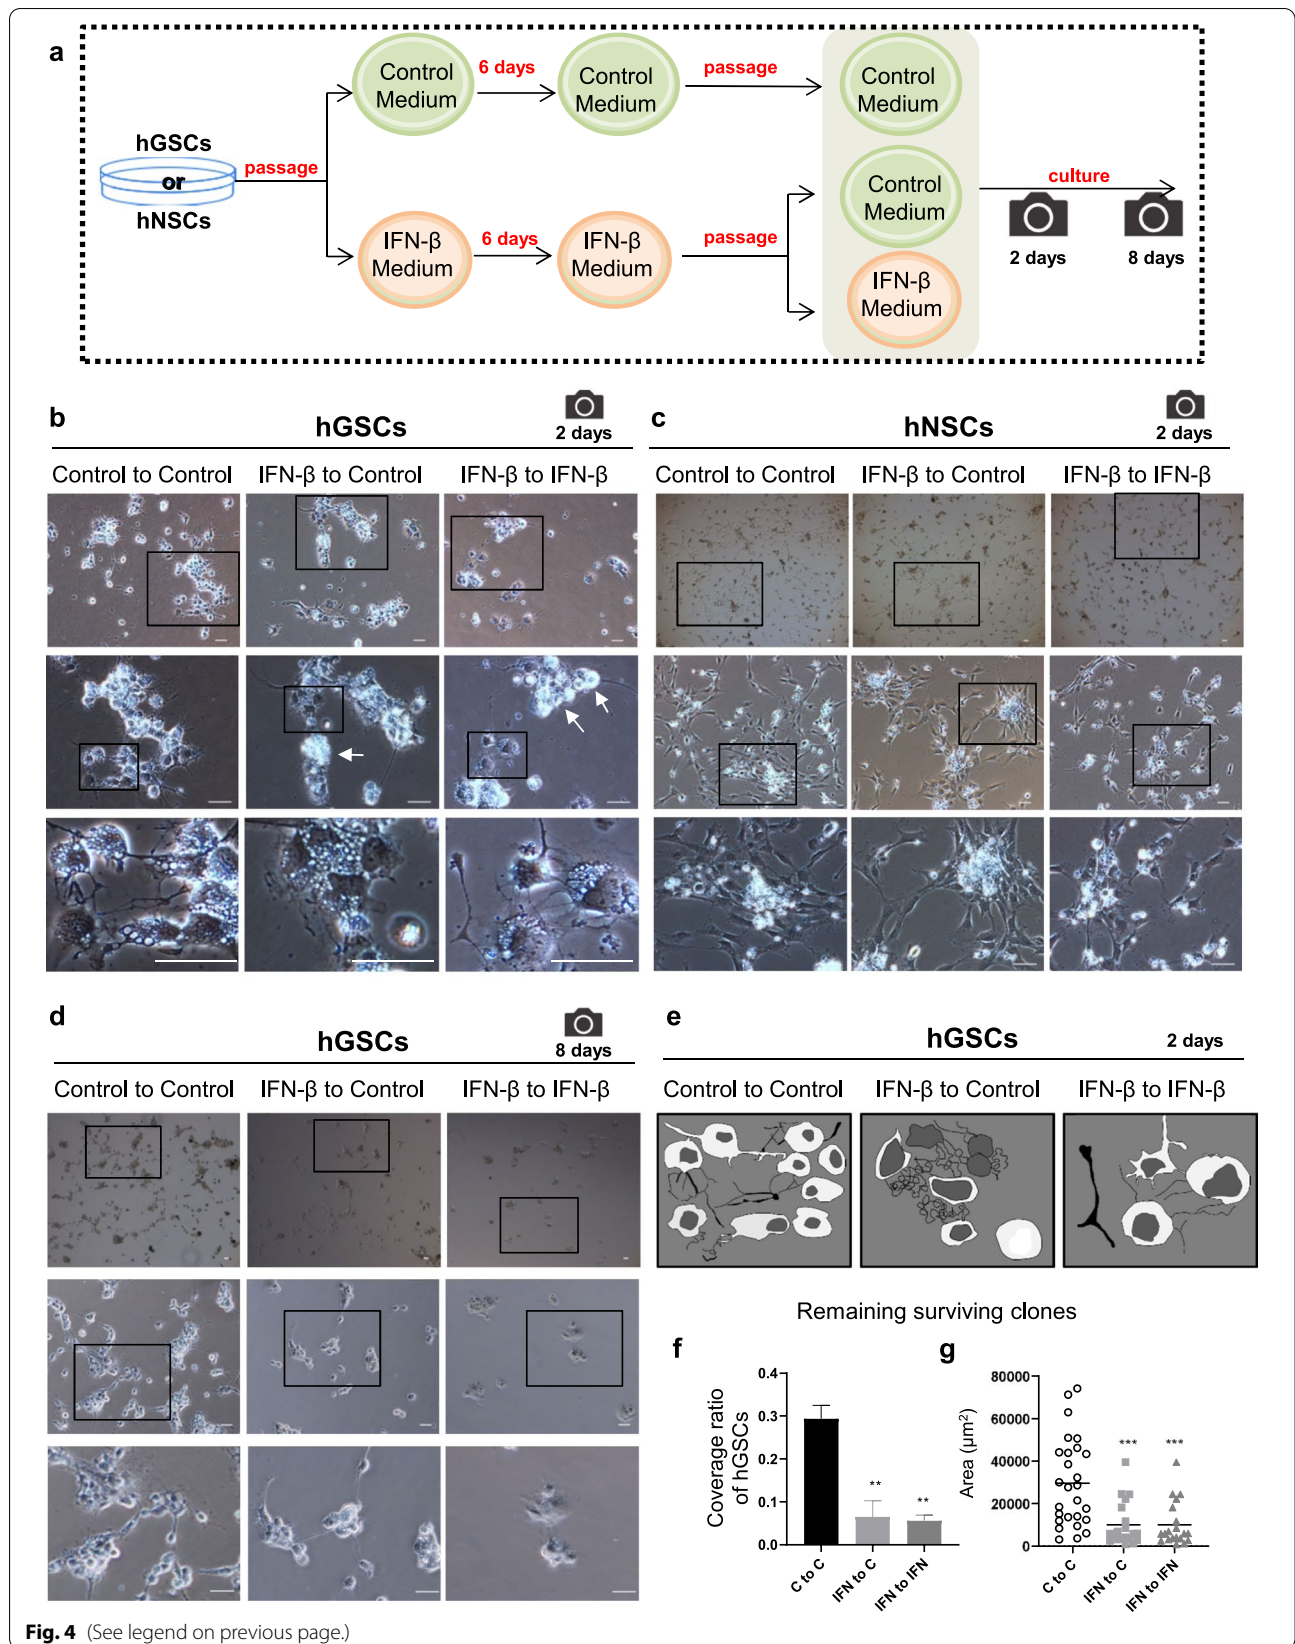 a
Control
Medium
6 days
Control
Medium
passage
Control
Medium
hGSCs
or
hNSCs
passage
Control
Medium
culture
2 days
8 days
IFN-β
Medium
6 days
IFN-β
Medium
passage
IFN-β
Medium
b
hGSCs
2 days
Control to Control
IFN-β to Control
IFN-β to IFN-β
c
hNSCs
2 days
Control to Control
IFN-β to Control
IFN-β to IFN-β
d
hGSCs
8 days
Control to Control
IFN-β to Control
IFN-β to IFN-β
e
hGSCs
2 days
Control to Control
IFN-β to Control
IFN-β to IFN-β
Remaining surviving clones
f
Coverage ratio
of hGSCs
0.4
0.3
0.2
0.1
0.0
**
**
C to C
IFN to C
IFN to IFN
g
Area (μm²)
80000
60000
40000
20000
0
***
***
C to C
IFN to C
IFN to IFN
Fig. 4 (See legend on previous page.)